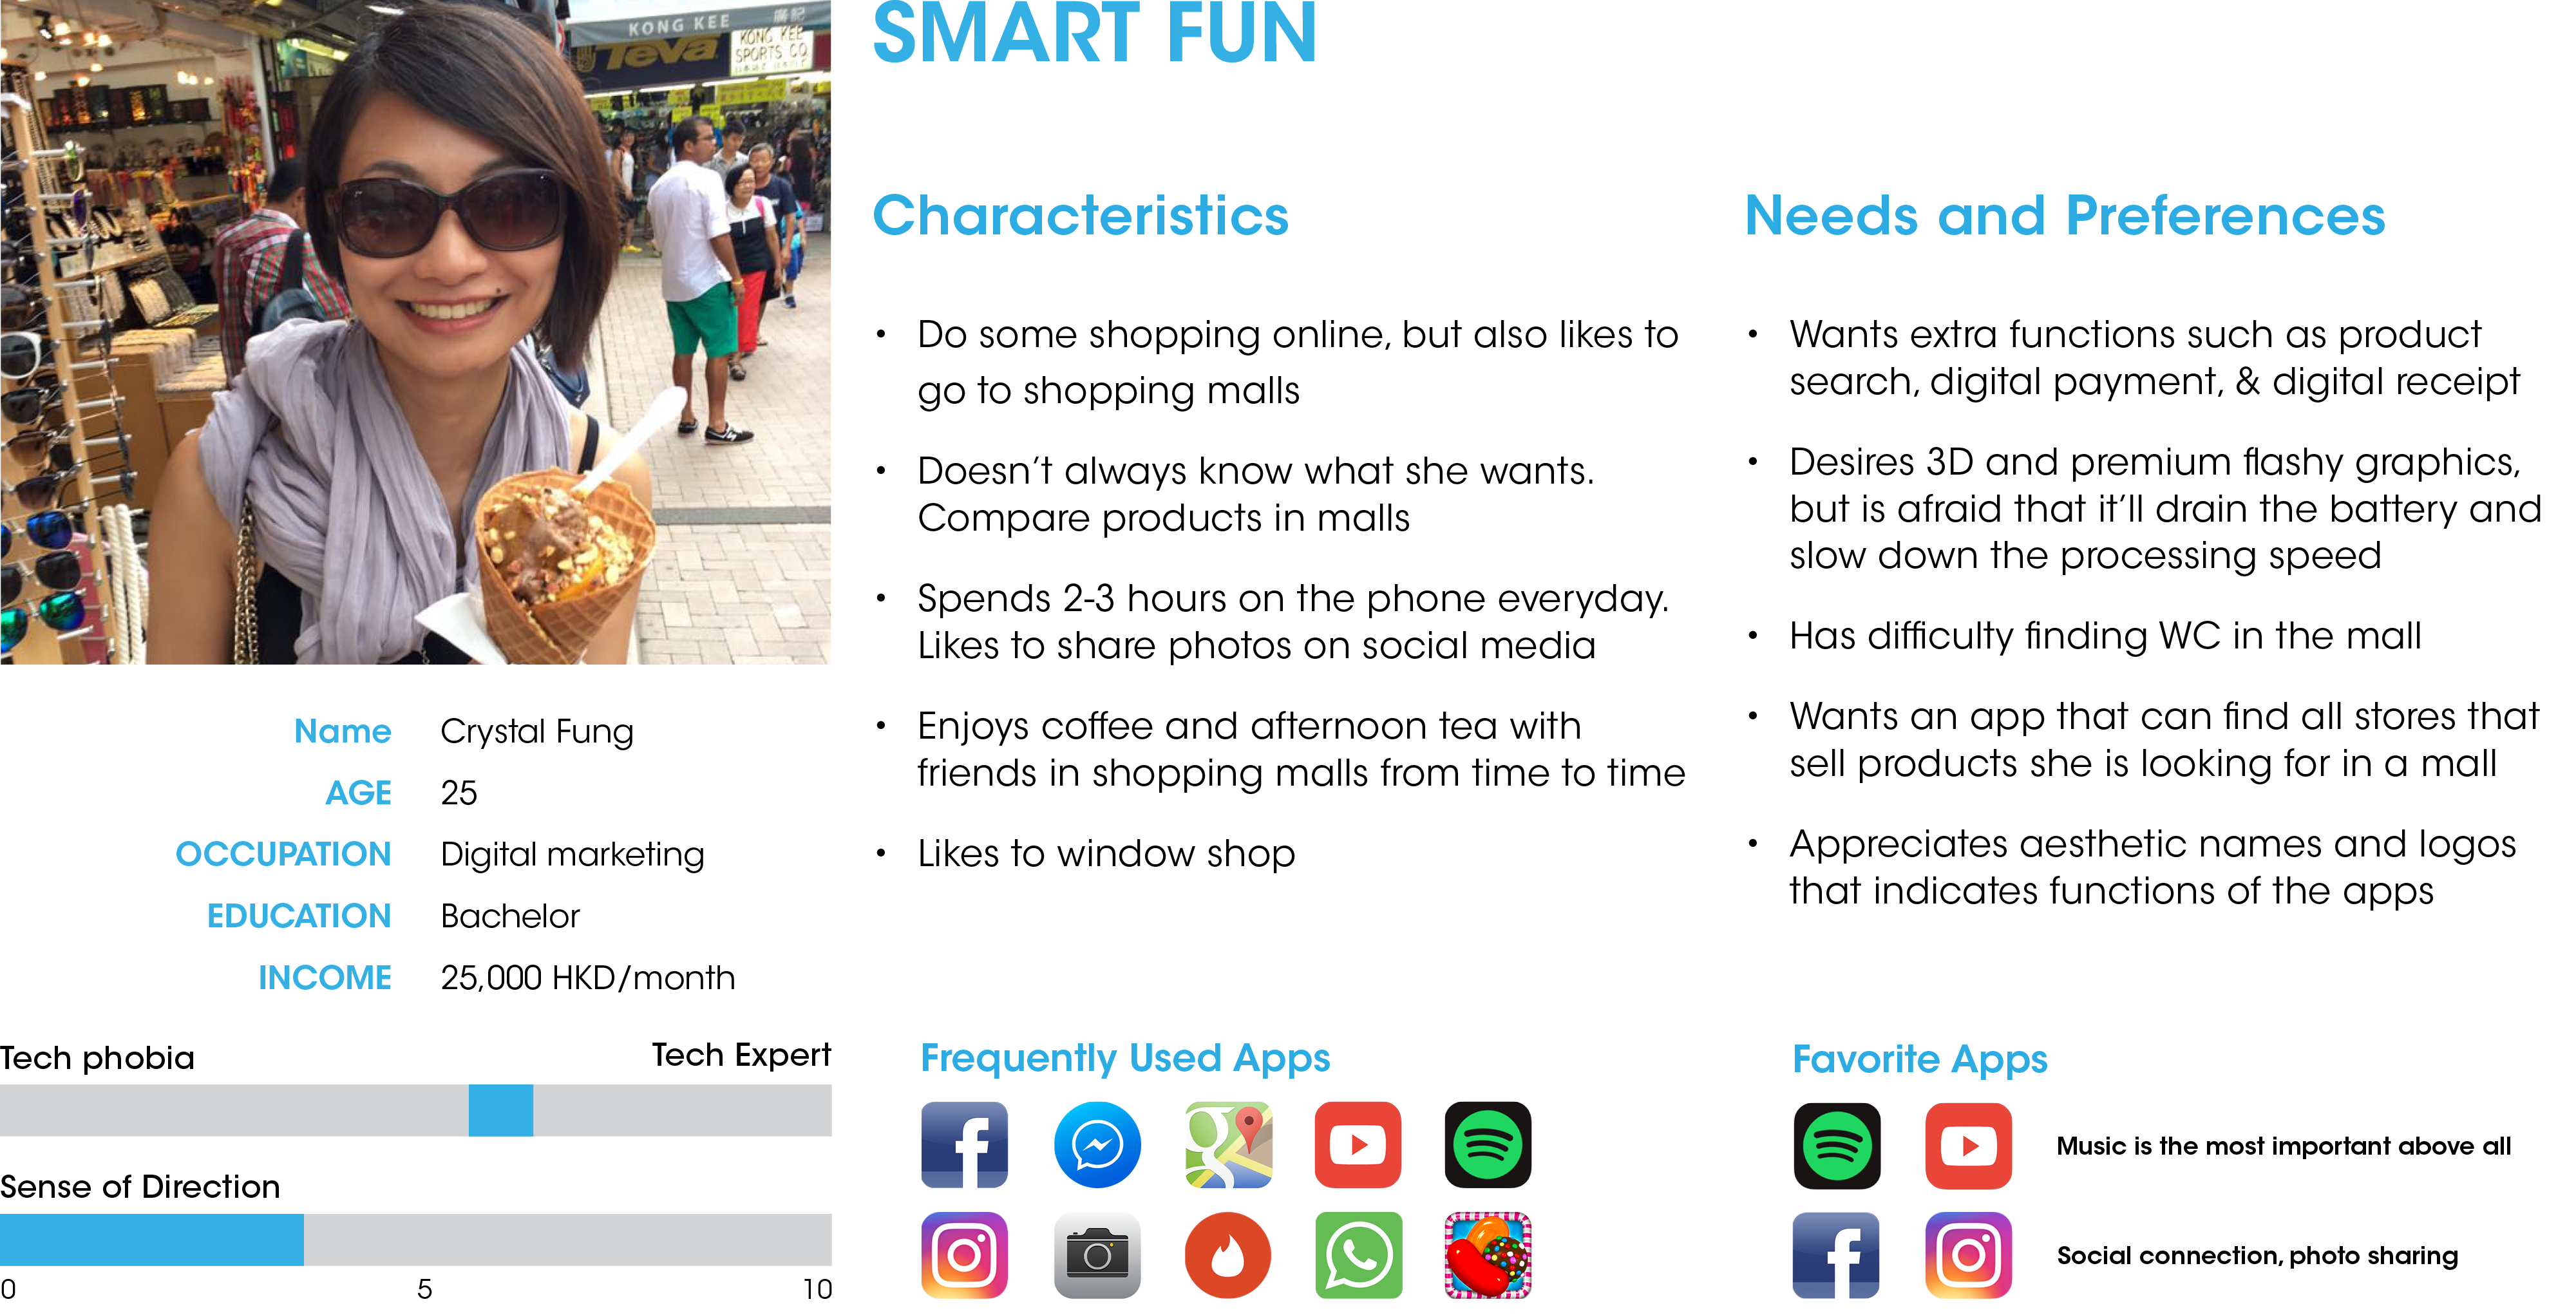 KONG KEE
廣記
Teva
KONG KEE
SPORTS CO
SMART FUN
Name Crystal Fung
AGE 25
OCCUPATION Digital marketing
EDUCATION Bachelor
INCOME 25,000 HKD/month
Tech phobia Tech Expert
Sense of Direction
0 5 10
Characteristics
• Do some shopping online, but also likes to
go to shopping malls
• Doesn’t always know what she wants.
Compare products in malls
• Spends 2-3 hours on the phone everyday.
Likes to share photos on social media
• Enjoys coffee and afternoon tea with
friends in shopping malls from time to time
• Likes to window shop
Frequently Used Apps
Needs and Preferences
• Wants extra functions such as product
search, digital payment, & digital receipt
• Desires 3D and premium flashy graphics,
but is afraid that it’ll drain the battery and
slow down the processing speed
• Has difficulty finding WC in the mall
• Wants an app that can find all stores that
sell products she is looking for in a mall
• Appreciates aesthetic names and logos
that indicates functions of the apps
Favorite Apps
Music is the most important above all
Social connection, photo sharing